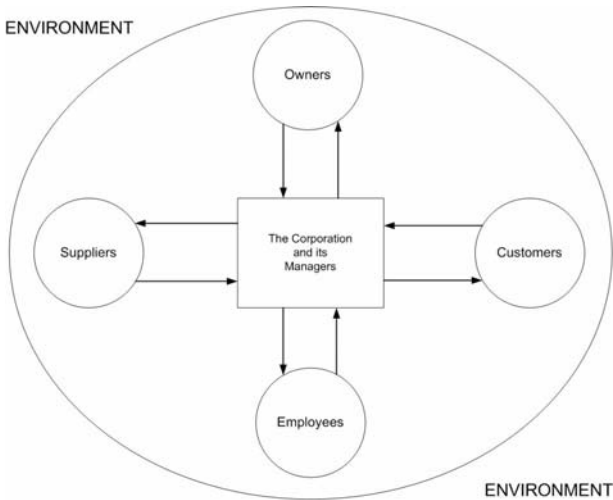 ENVIRONMENT
Owners
Suppliers
The Corporation
and its
Managers
Customers
Employees
ENVIRONMENT